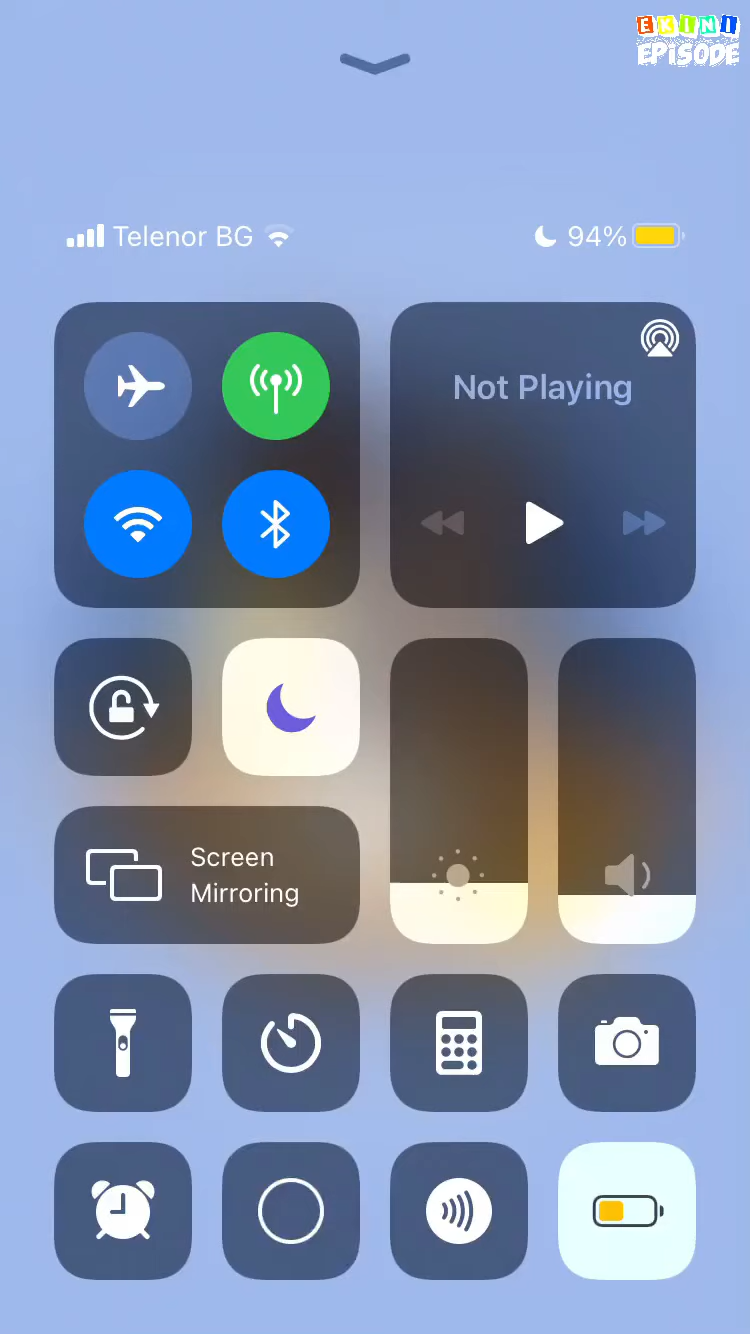 EKINI
EPISODE
Telenor BG
94%
Not Playing
Screen
Mirroring